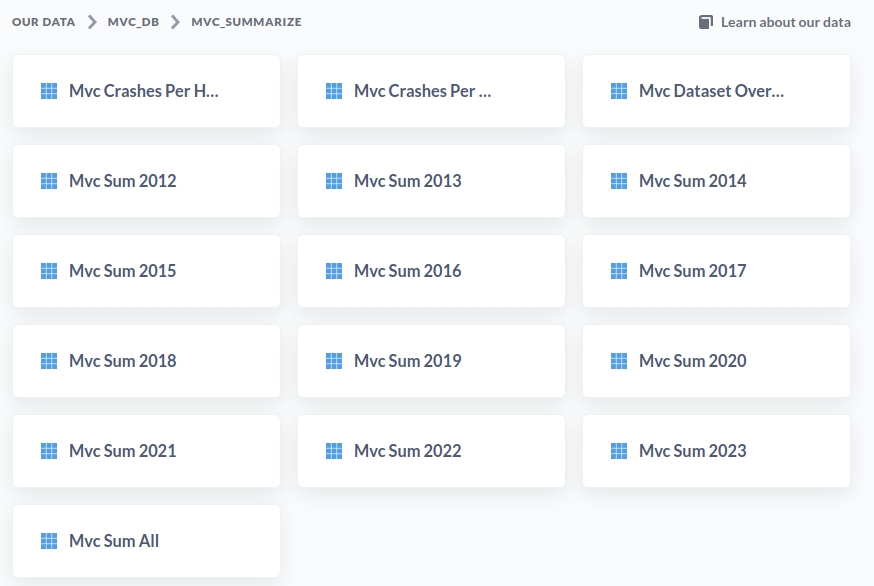 OUR DATA > MVC_DB > MVC_SUMMARIZE
Learn about our data
Mvc Crashes Per H...
Mvc Crashes Per ...
Mvc Dataset Over...
Mvc Sum 2012
Mvc Sum 2013
Mvc Sum 2014
Mvc Sum 2015
Mvc Sum 2016
Mvc Sum 2017
Mvc Sum 2018
Mvc Sum 2019
Mvc Sum 2020
Mvc Sum 2021
Mvc Sum 2022
Mvc Sum 2023
Mvc Sum All